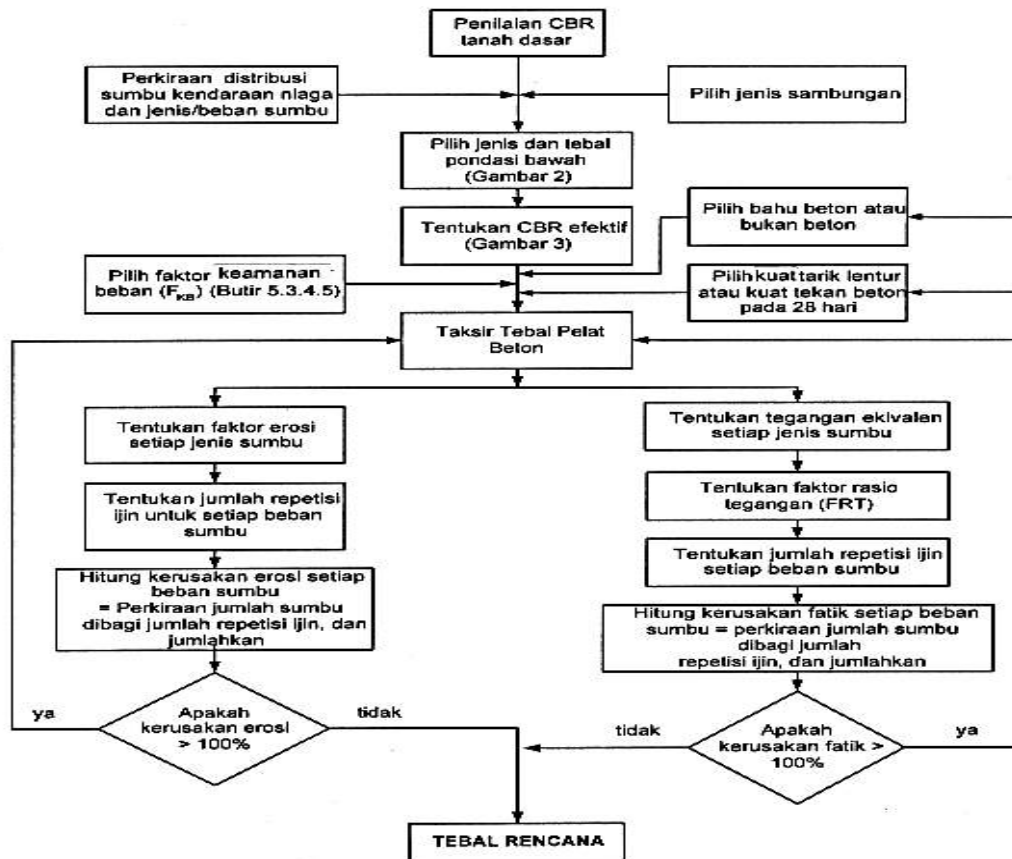 Penilaian CBR
tanah dasar
Perkiraan distribusi
sumbu kendaraan niaga
dan jenis/beban sumbu
Pilih jenis sambungan
Pilih jenis dan tebal
pondasi bawah
(Gambar 2)
Tentukan CBR efektif
(Gambar 3)
Pilih bahu beton atau
bukan beton
Pilih faktor keamanan
beban (FKB) (Butir 5.3.4.5)
Pilih kuat tarik lentur
atau kuat tekan beton
pada 28 hari
Taksir Tebal Pelat
Beton
Tentukan faktor erosi
setiap jenis sumbu
Tentukan jumlah repetisi
ijin untuk setiap beban
sumbu
Hitung kerusakan erosi setiap
beban sumbu
= Perkiraan jumlah sumbu
dibagi jumlah repetisi ijin, dan
jumlahkan
ya
Apakah
kerusakan erosi
> 100%
tidak
Tentukan tegangan ekivalen
setiap jenis sumbu
Tentukan faktor rasio
tegangan (FRT)
Tentukan jumlah repetisi ijin
setiap beban sumbu
Hitung kerusakan fatik setiap beban
sumbu = perkiraan jumlah sumbu
dibagi jumlah
repetisi ijin, dan jumlahkan
tidak
Apakah
kerusakan fatik >
100%
ya
TEBAL RENCANA